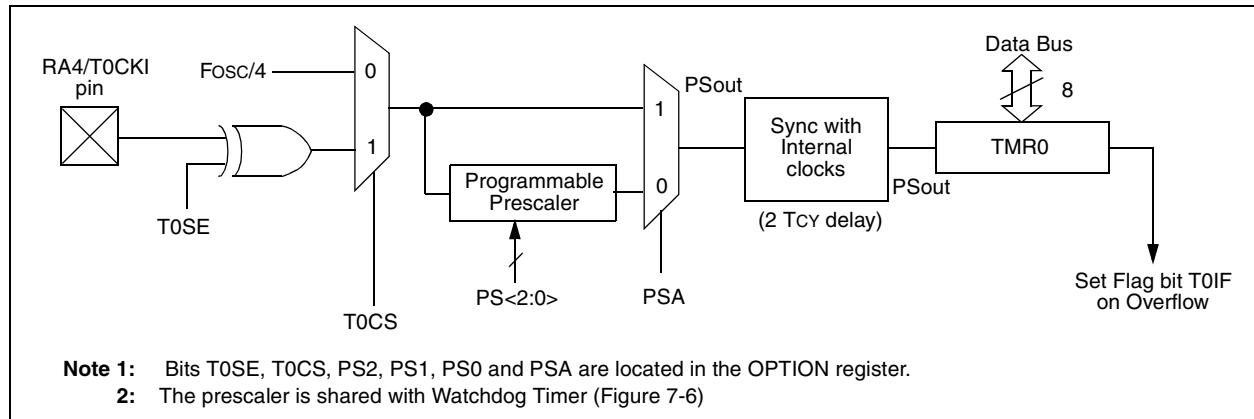 RA4/T0CKI
pin
FOSC/4
0
1
T0SE
T0CS
Programmable
Prescaler
PS<2:0>
1
0
PSA
PSout
Sync with
Internal
clocks
(2 TCY delay)
PSout
Data Bus
8
TMR0
Set Flag bit T0IF
on Overflow
Note 1: Bits T0SE, T0CS, PS2, PS1, PS0 and PSA are located in the OPTION register.
2: The prescaler is shared with Watchdog Timer (Figure 7-6)